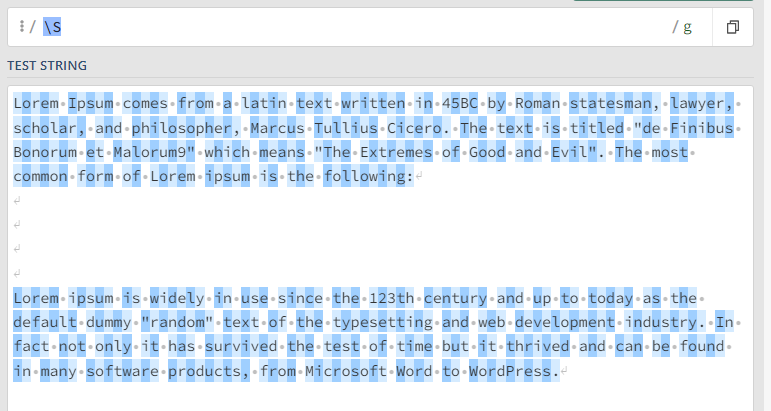 / \S / g
TEST STRING
Lorem Ipsum comes from a latin text written in 45BC by Roman statesman, lawyer,
scholar, and philosopher, Marcus Tullius Cicero. The text is titled "de Finibus
Bonorum et Malorum9" which means "The Extremes of Good and Evil". The most
common form of Lorem ipsum is the following:
Lorem ipsum is widely in use since the 123th century and up to today as the
default dummy "random" text of the typesetting and web development industry. In
fact not only it has survived the test of time but it thrived and can be found
in many software products, from Microsoft Word to WordPress.